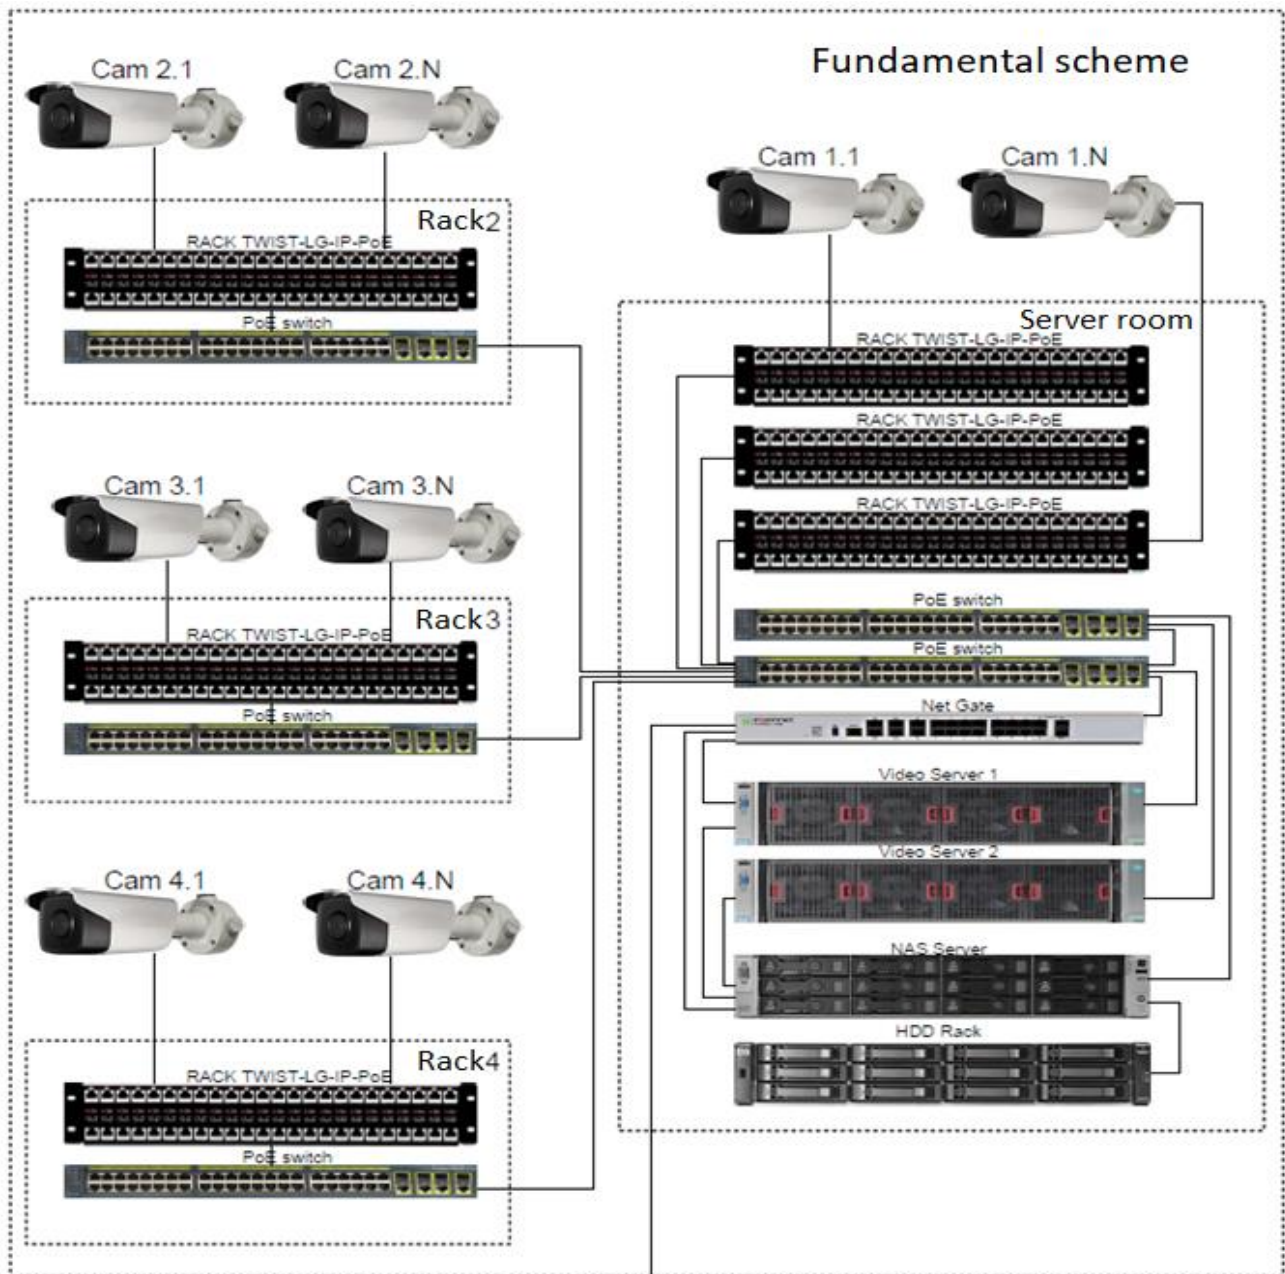 Fundamental scheme
Cam 2.1
Cam 2.N
Rack2
RACK TWIST-LG-IP-PoE
PoE switch
Cam 3.1
Cam 3.N
Rack3
RACK TWIST-LG-IP-PoE
PoE switch
Cam 4.1
Cam 4.N
Rack4
RACK TWIST-LG-IP-PoE
PoE switch
Cam 1.1
Cam 1.N
Server room
RACK TWIST-LG-IP-PoE
RACK TWIST-LG-IP-PoE
RACK TWIST-LG-IP-PoE
PoE switch
PoE switch
Net Gate
Video Server 1
Video Server 2
NAS Server
HDD Rack